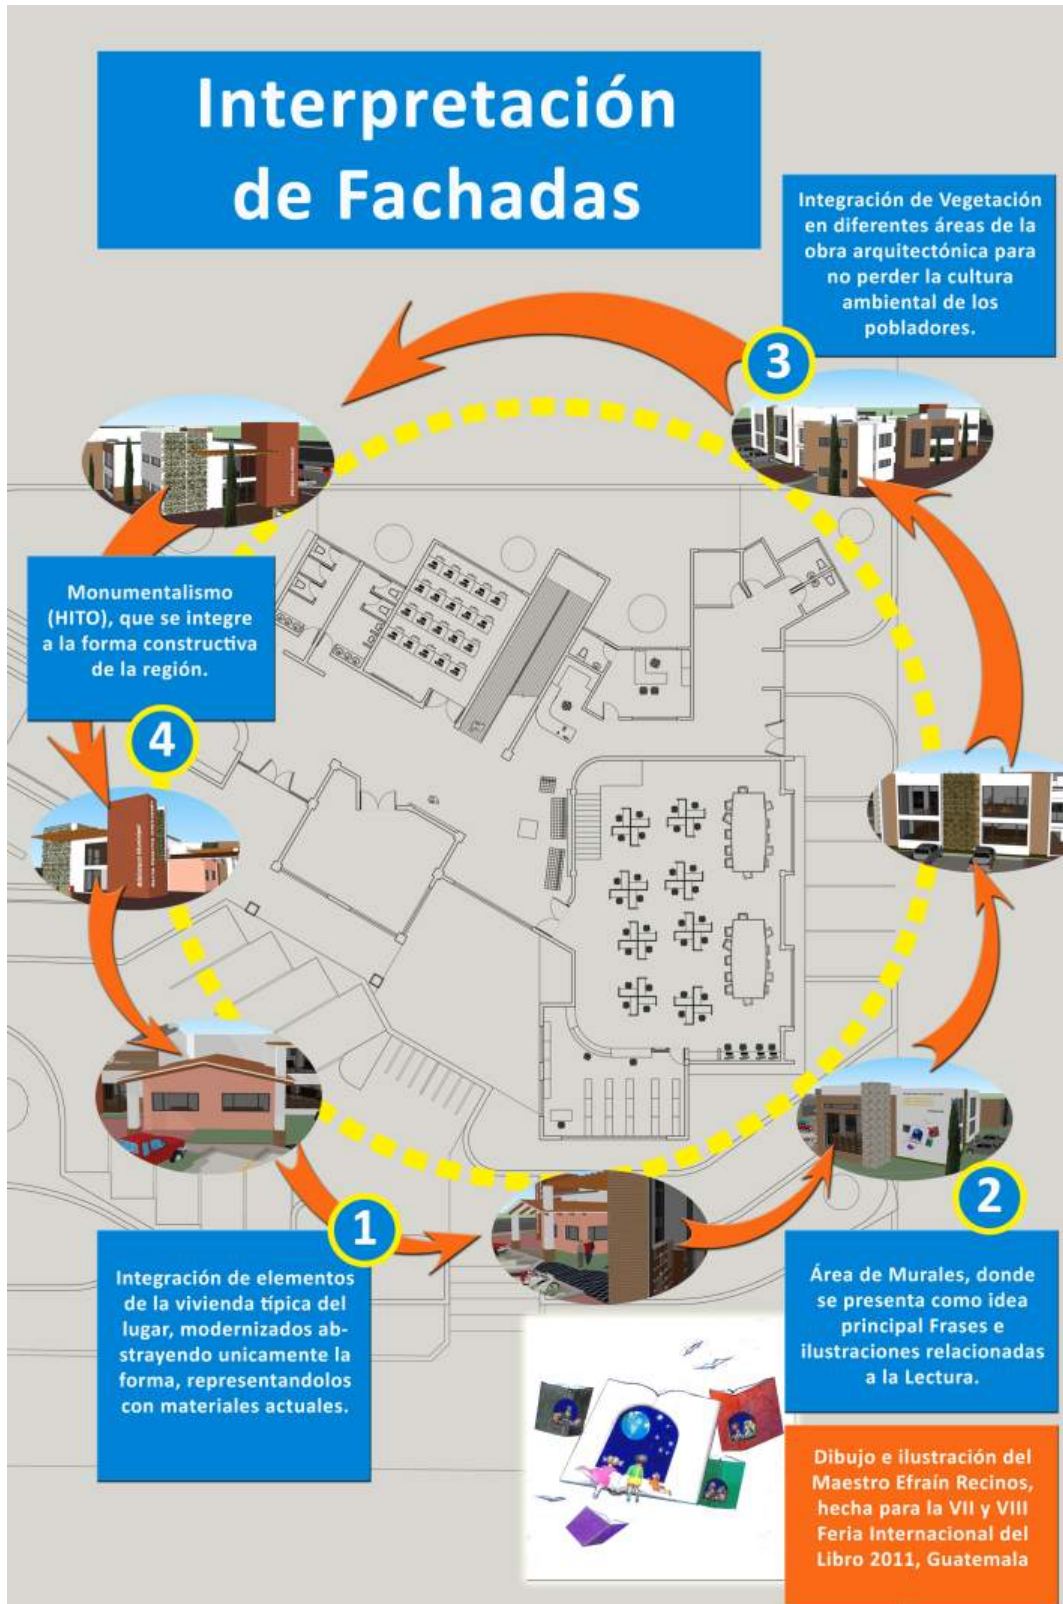 Interpretación
de Fachadas
Integración de Vegetación
en diferentes áreas de la
obra arquitectónica para
no perder la cultura
ambiental de los
pobladores.
3
Monumentalismo
(HITO), que se integre
a la forma constructiva
de la región.
4
1
Integración de elementos
de la vivienda típica del
lugar, modernizados ab-
strayendo unicamente la
forma, representandolos
con materiales actuales.
2
Área de Murales, donde
se presenta como idea
principal Frases e
ilustraciones relacionadas
a la Lectura.
Dibujo e ilustración del
Maestro Efraín Recinos,
hecha para la VII y VIII
Feria Internacional del
Libro 2011, Guatemala